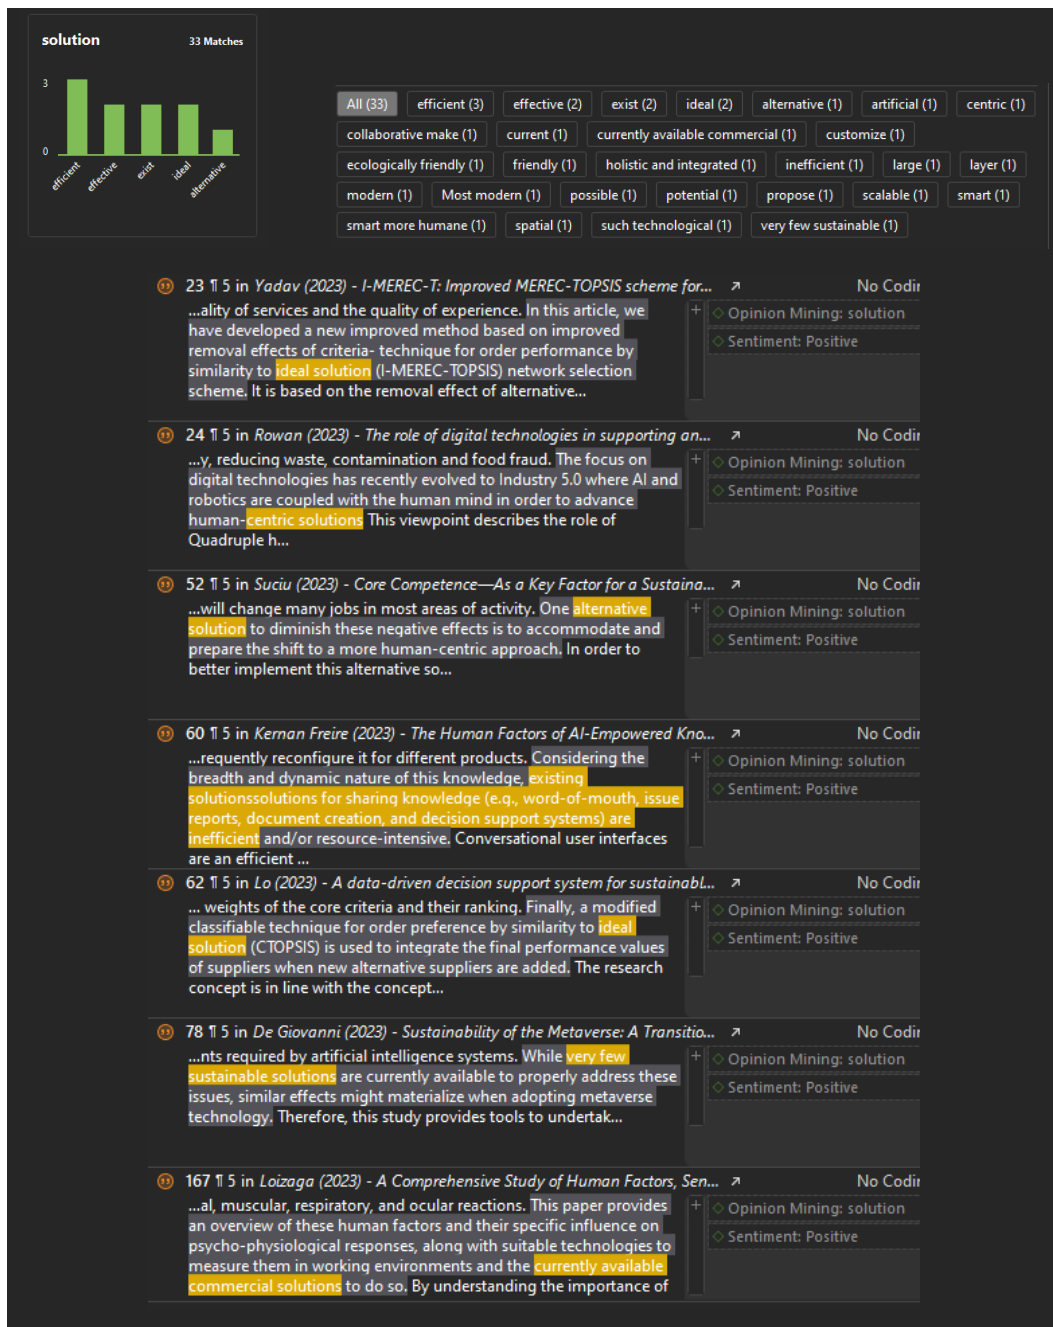 solution
33 Matches
3
0
efficient
effective
exist
ideal
alternative
All (33) efficient (3) effective (2) exist (2) ideal (2) alternative (1) artificial (1) centric (1)
collaborative make (1) current (1) currently available commercial (1) customize (1)
ecologically friendly (1) friendly (1) holistic and integrated (1) inefficient (1) large (1) layer (1)
modern (1) Most modern (1) possible (1) potential (1) propose (1) scalable (1) smart (1)
smart more humane (1) spatial (1) such technological (1) very few sustainable (1)
23 ¶ 5 in Yadav (2023) - I-MEREC-T: Improved MEREC-TOPSIS scheme for... ↗ No Codin
...ality of services and the quality of experience. In this article, we
have developed a new improved method based on improved
removal effects of criteria- technique for order performance by
similarity to ideal solution (I-MEREC-TOPSIS) network selection
scheme. It is based on the removal effect of alternative...
+ Opinion Mining: solution
Sentiment: Positive
24 ¶ 5 in Rowan (2023) - The role of digital technologies in supporting an... ↗ No Codin
...y, reducing waste, contamination and food fraud. The focus on
digital technologies has recently evolved to Industry 5.0 where AI and
robotics are coupled with the human mind in order to advance
human-centric solutions This viewpoint describes the role of
Quadruple h...
+ Opinion Mining: solution
Sentiment: Positive
52 ¶ 5 in Suciu (2023) - Core Competence—As a Key Factor for a Sustaina... ↗ No Codin
...will change many jobs in most areas of activity. One alternative
solution to diminish these negative effects is to accommodate and
prepare the shift to a more human-centric approach. In order to
better implement this alternative so...
+ Opinion Mining: solution
Sentiment: Positive
60 ¶ 5 in Kernan Freire (2023) - The Human Factors of AI-Empowered Kno... ↗ No Codin
...requently reconfigure it for different products. Considering the
breadth and dynamic nature of this knowledge, existing
solutionssolutions for sharing knowledge (e.g., word-of-mouth, issue
reports, document creation, and decision support systems) are
inefficient and/or resource-intensive. Conversational user interfaces
are an efficient ...
+ Opinion Mining: solution
Sentiment: Positive
62 ¶ 5 in Lo (2023) - A data-driven decision support system for sustainabl... ↗ No Codin
... weights of the core criteria and their ranking. Finally, a modified
classifiable technique for order preference by similarity to ideal
solution (CTOPSIS) is used to integrate the final performance values
of suppliers when new alternative suppliers are added. The research
concept is in line with the concept...
+ Opinion Mining: solution
Sentiment: Positive
78 ¶ 5 in De Giovanni (2023) - Sustainability of the Metaverse: A Transitio... ↗ No Codin
...nts required by artificial intelligence systems. While very few
sustainable solutions are currently available to properly address these
issues, similar effects might materialize when adopting metaverse
technology. Therefore, this study provides tools to undertak...
+ Opinion Mining: solution
Sentiment: Positive
167 ¶ 5 in Loizaga (2023) - A Comprehensive Study of Human Factors, Sen... ↗ No Codin
...al, muscular, respiratory, and ocular reactions. This paper provides
an overview of these human factors and their specific influence on
psycho-physiological responses, along with suitable technologies to
measure them in working environments and the currently available
commercial solutions to do so. By understanding the importance of
+ Opinion Mining: solution
Sentiment: Positive